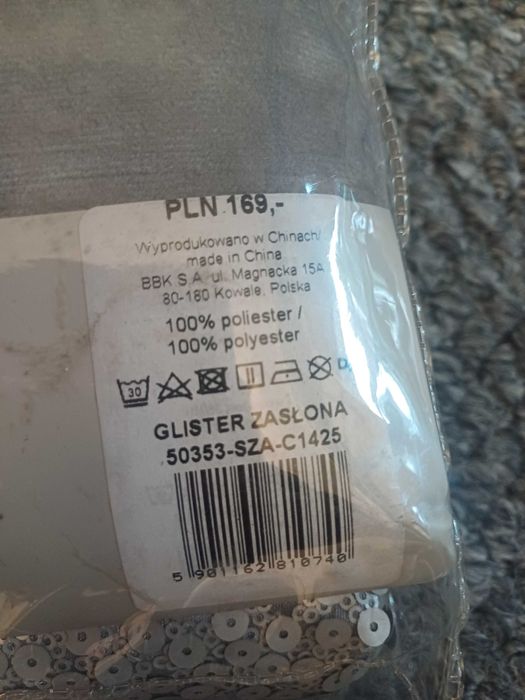 PLN 169,-
Wyprodukowano w Chinach/
made in China
BBK S.A. ul. Magnacka 15A
80-180 Kowale, Polska
100% poliester /
100% polyester
30
GLISTER ZASŁONA
50353-SZA-C1425
5 901162 810740